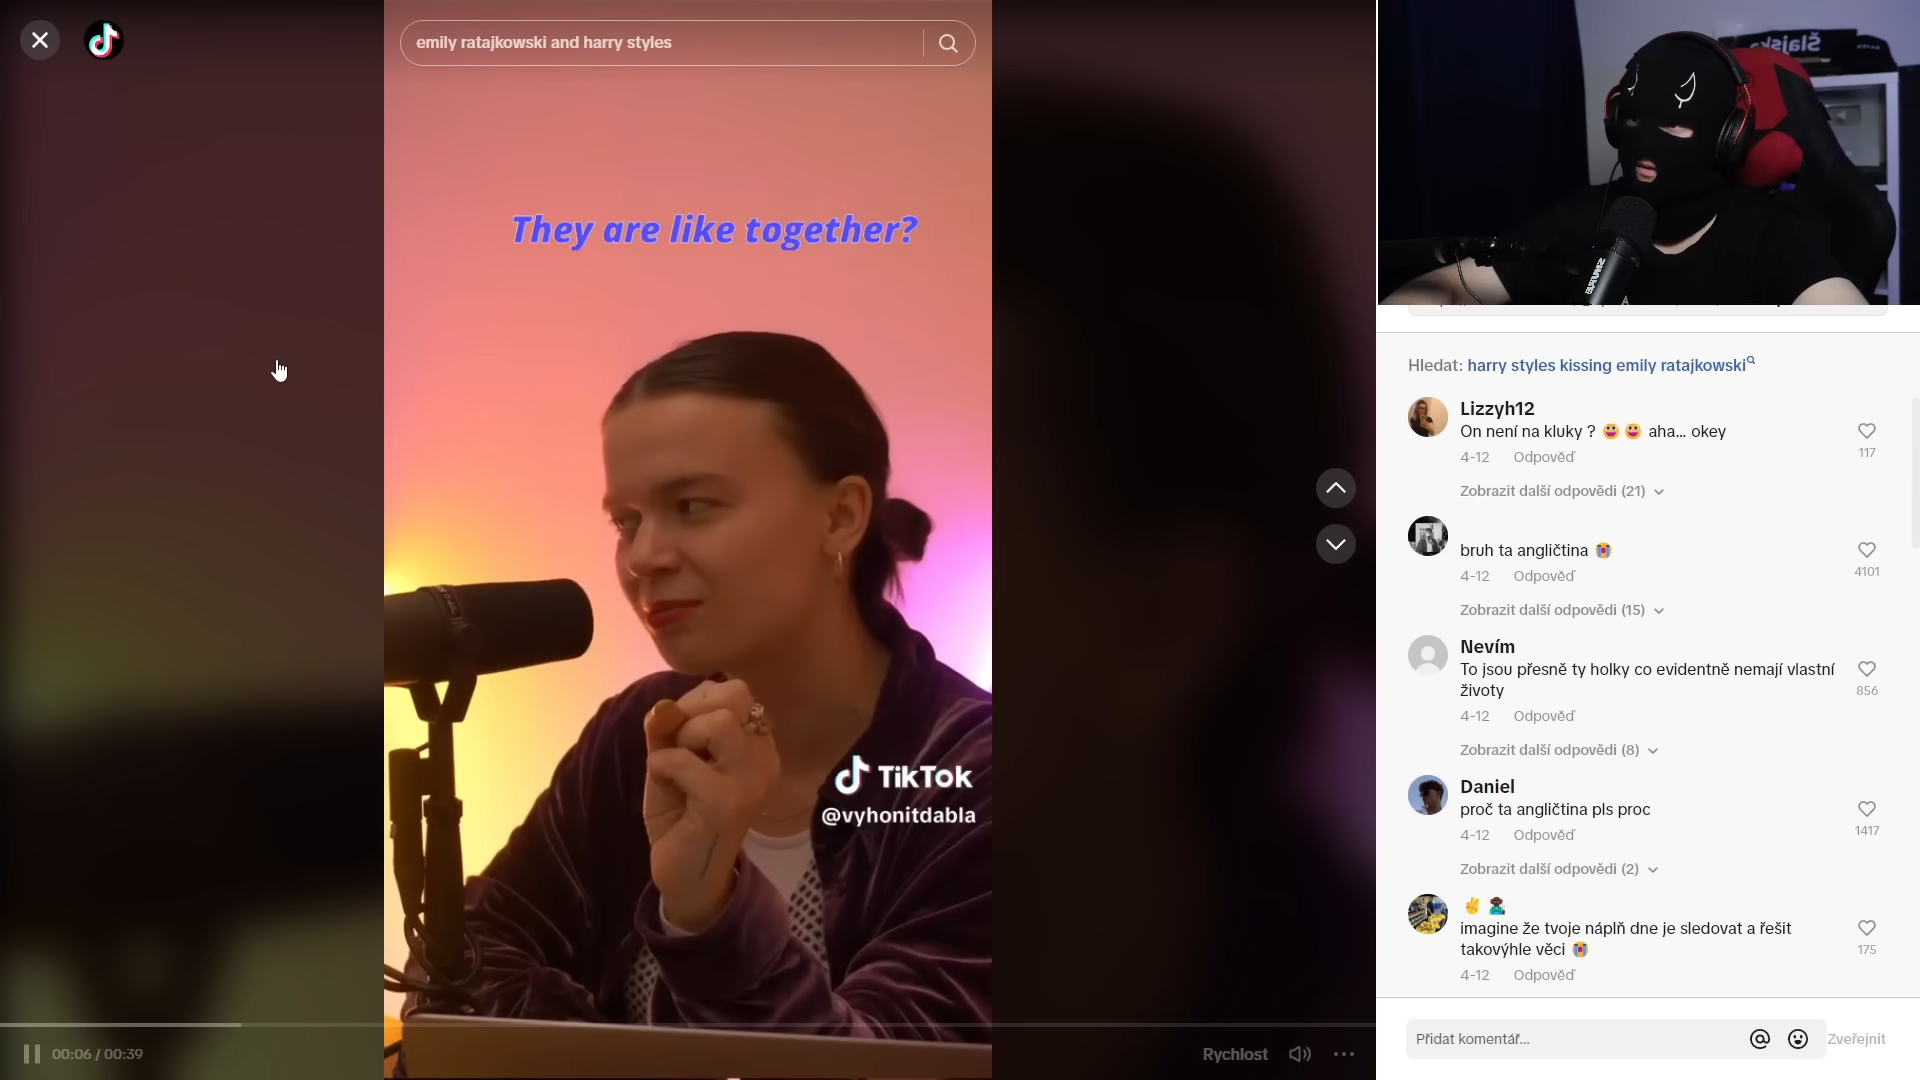 emily ratajkowski and harry styles
They are like together?
TikTok
@vyhonitdabla
00:06 / 00:39
Rychlost
Šlajska
Hledat: harry styles kissing emily ratajkowski
Lizzyh12
On není na kluky ? 😀 😀 aha... okey
4-12 Odpověď
117
Zobrazit další odpovědi (21)
bruh ta angličtina 😭
4-12 Odpověď
4101
Zobrazit další odpovědi (15)
Nevím
To jsou přesně ty holky co evidentně nemají vlastní
životy
4-12 Odpověď
856
Zobrazit další odpovědi (8)
Daniel
proč ta angličtina pls proc
4-12 Odpověď
1417
Zobrazit další odpovědi (2)
imagine že tvoje náplň dne je sledovat a řešit
takovýhle věci 😭
4-12 Odpověď
175
Přidat komentář...
Zveřejnit